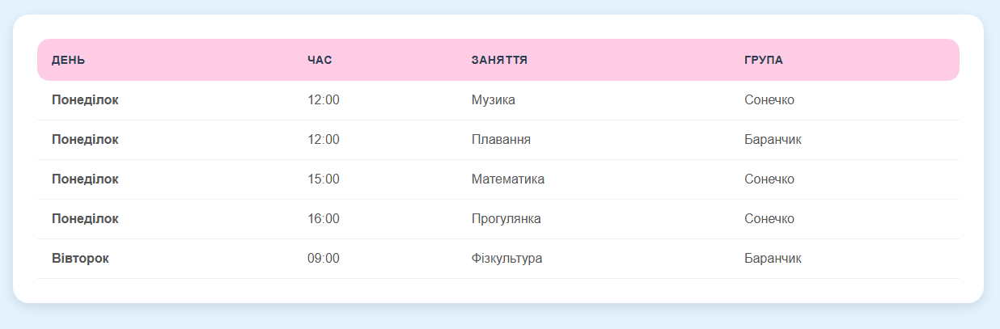 ДЕНЬ ЧАС ЗАНЯТТЯ ГРУПА
Понеділок 12:00 Музика Сонечко
Понеділок 12:00 Плавання Баранчик
Понеділок 15:00 Математика Сонечко
Понеділок 16:00 Прогулянка Сонечко
Вівторок 09:00 Фізкультура Баранчик